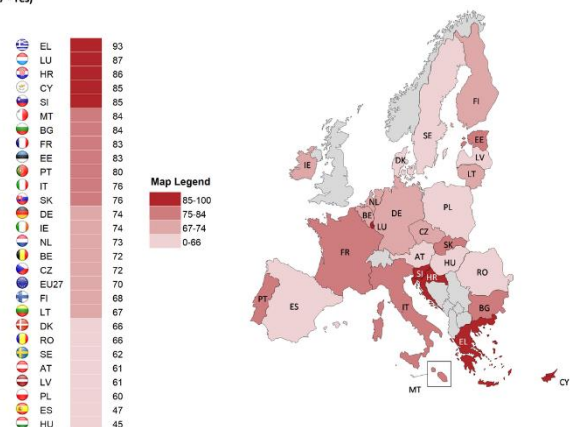 Yes)
EL 93
LU 87
HR 86
CY 85
SI 85
MT 84
BG 84
FR 83
EE 83
PT 80
IT 76
SK 76
DE 74
IE 74
NL 73
BE 72
CZ 72
EU27 70
FI 68
LT 67
DK 66
RO 66
SE 62
AT 61
LV 61
PL 60
ES 47
HU 45
Map Legend
85-100
75-84
67-74
0-66
FI
SE
EE
LV
LT
DK
IE
NL
BE
DE
PL
LU
CZ
SK
FR
AT
HU
SI
HR
RO
PT
ES
IT
BG
EL
MT
CY